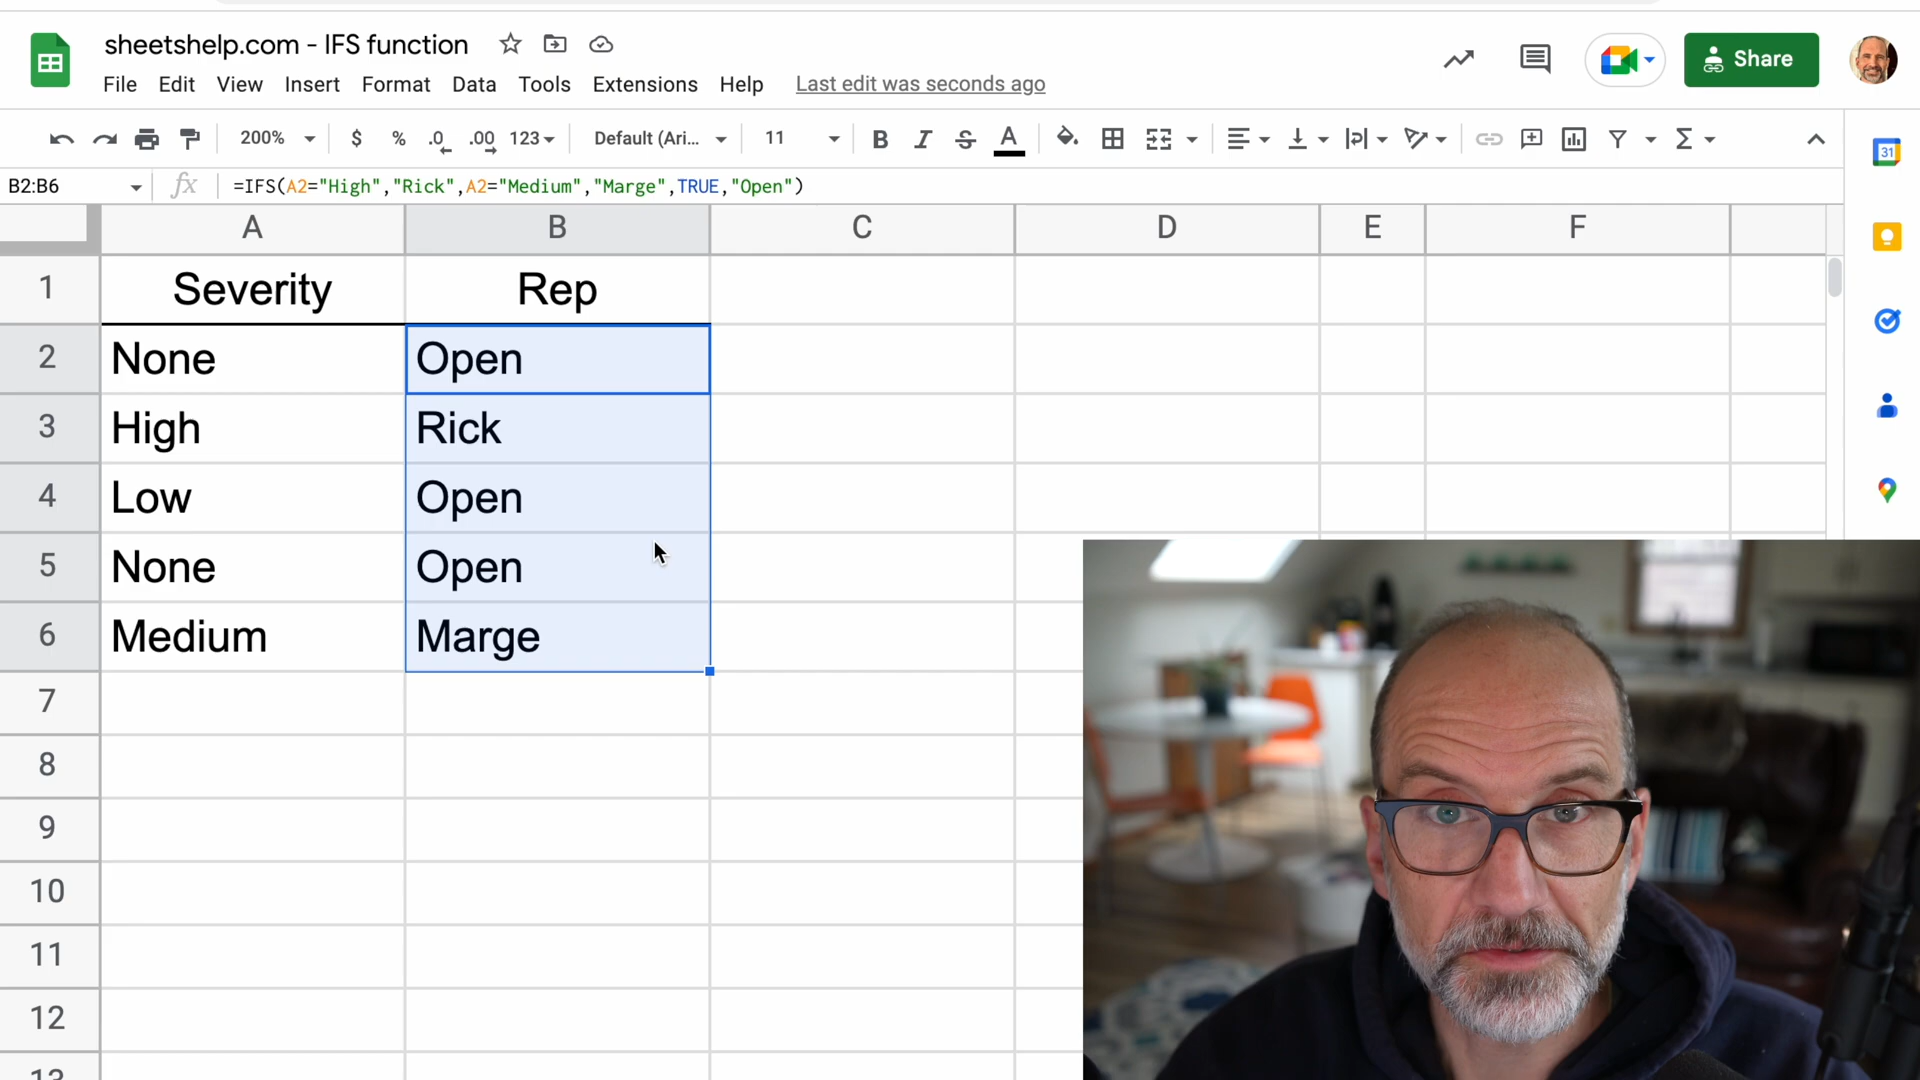 sheetshelp.com - IFS function
File Edit View Insert Format Data Tools Extensions Help Last edit was seconds ago
Share
200% $ % .0 .00 123 Default (Ari... 11 B I S A
31
B2:B6 fx =IFS(A2="High","Rick",A2="Medium","Marge",TRUE,"Open")
A B C D E F
1 Severity Rep
2 None Open
3 High Rick
4 Low Open
5 None Open
6 Medium Marge
7
8
9
10
11
12
13